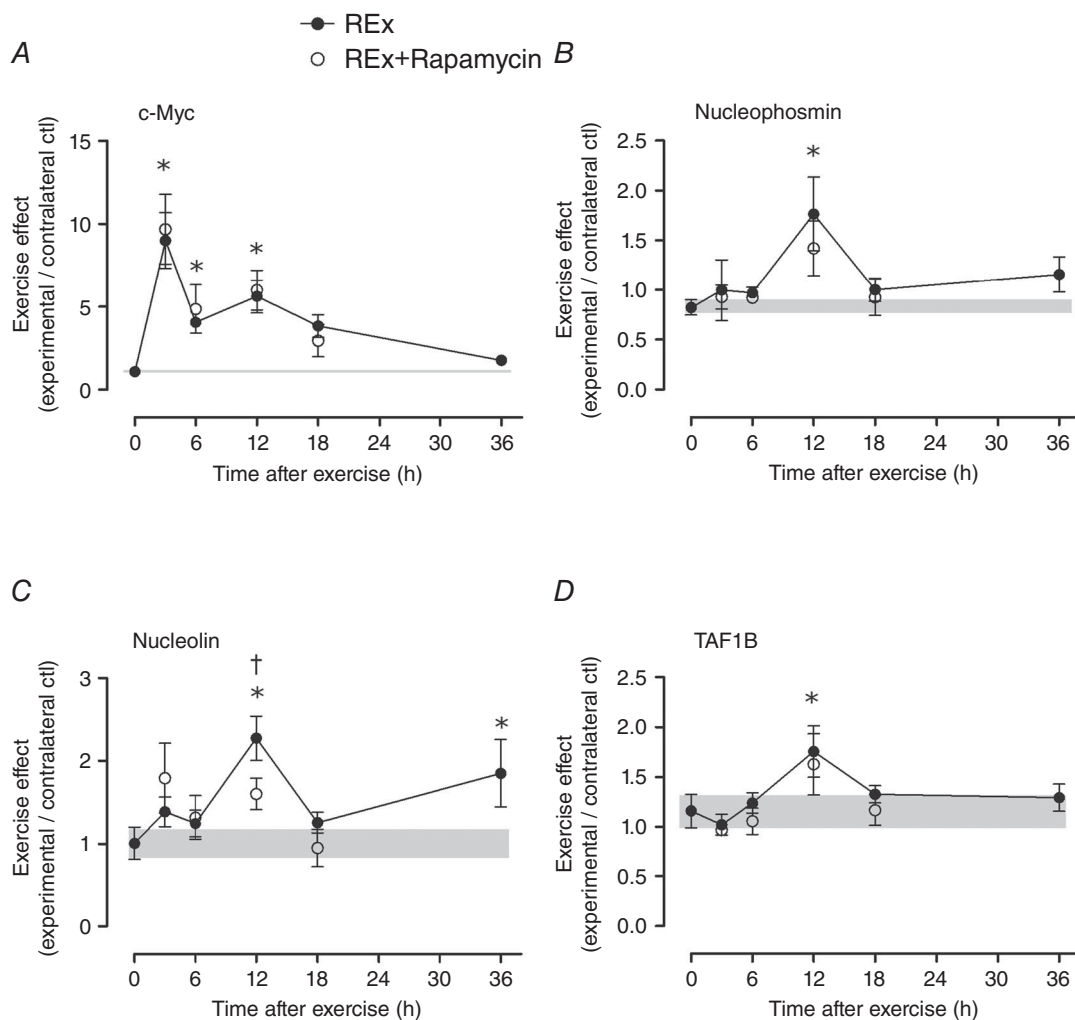 REx
REx+Rapamycin
A
c-Myc
*
*
*
15
10
5
0
Exercise effect
(experimental / contralateral ctl)
0 6 12 18 24 30 36
Time after exercise (h)
B
Nucleophosmin
*
2.5
2.0
1.5
1.0
0.5
0.0
Exercise effect
(experimental / contralateral ctl)
0 6 12 18 24 30 36
Time after exercise (h)
C
Nucleolin
†
*
*
3
2
1
0
Exercise effect
(experimental / contralateral ctl)
0 6 12 18 24 30 36
Time after exercise (h)
D
TAF1B
*
2.5
2.0
1.5
1.0
0.5
0.0
Exercise effect
(experimental / contralateral ctl)
0 6 12 18 24 30 36
Time after exercise (h)